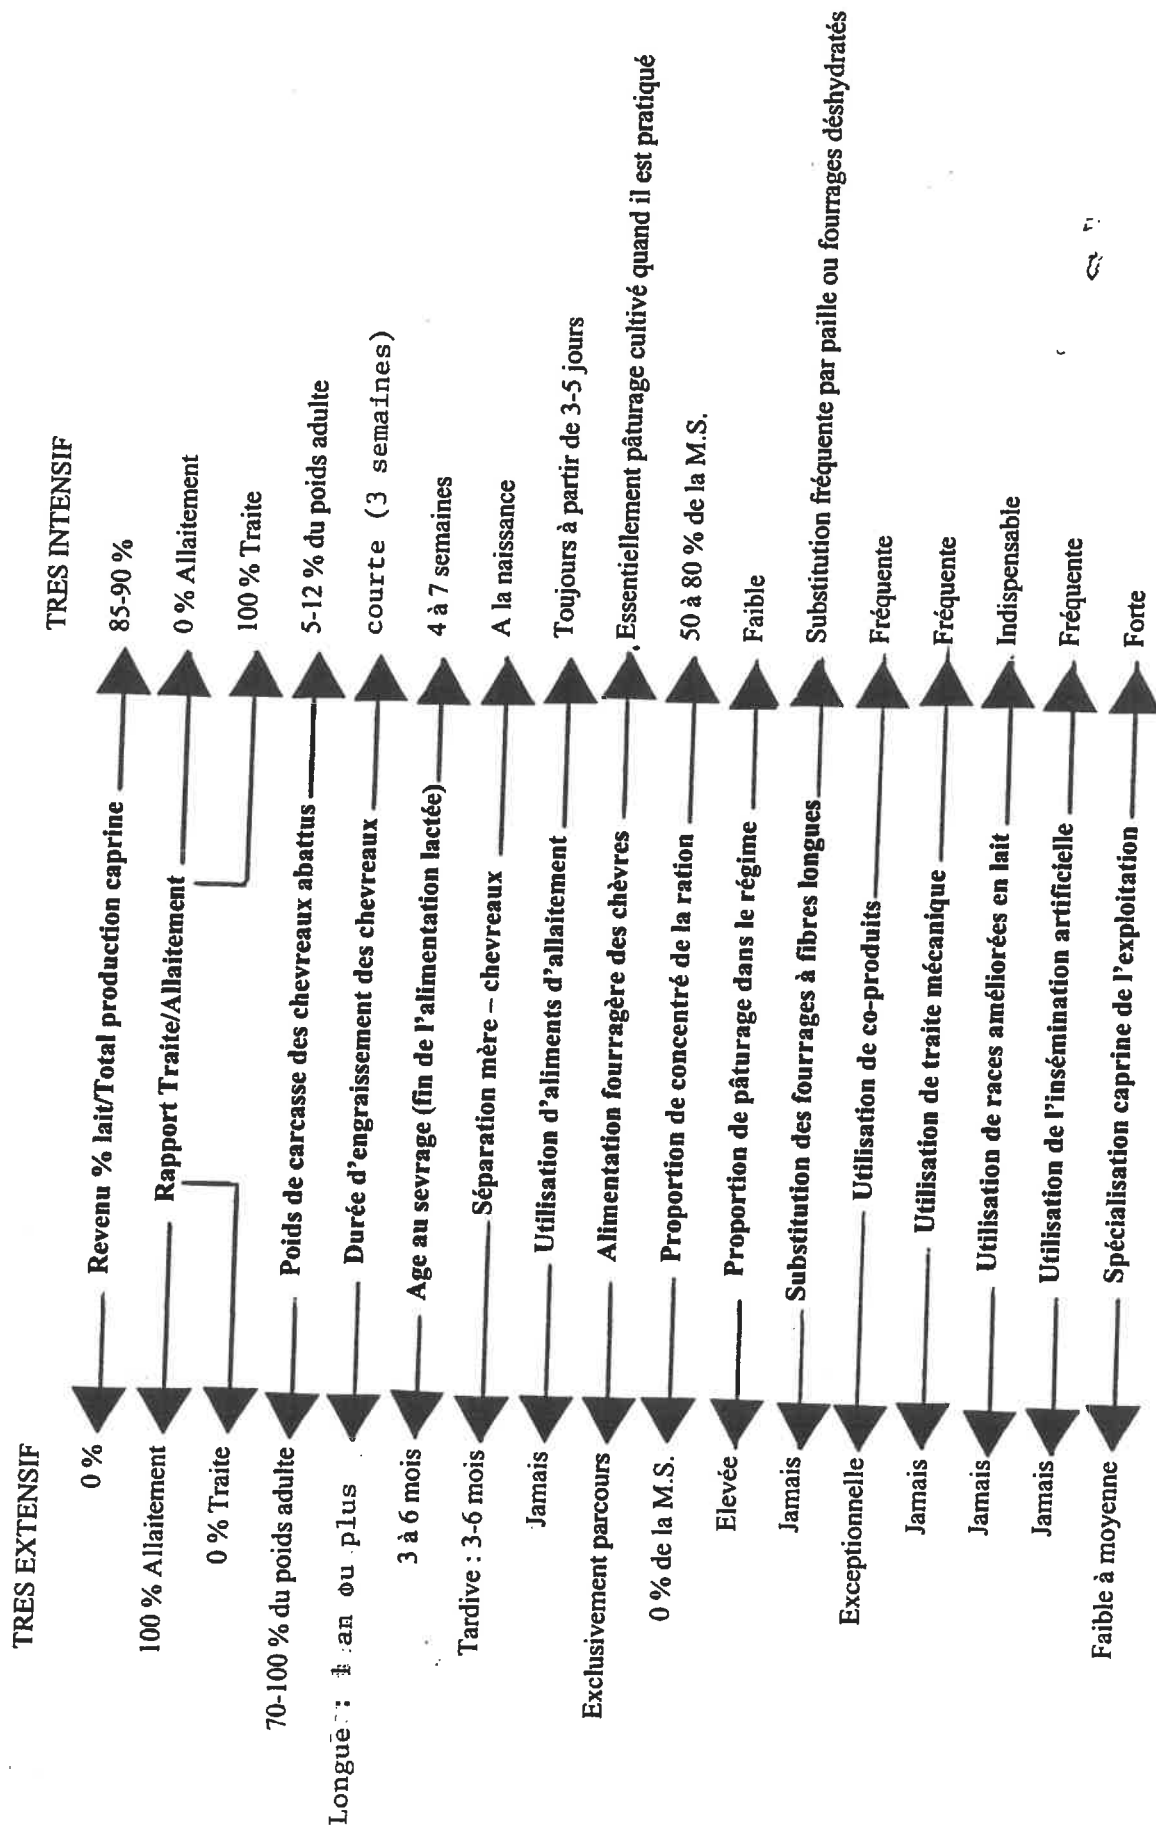 TRES EXTENSIF TRES INTENSIF
0 % Revenu % lait/Total production caprine 85-90 %
100 % Allaitement Rapport Traite/Allaitement 0 % Allaitement
0 % Traite 100 % Traite
70-100 % du poids adulte Poids de carcasse des chevreaux abattus 5-12 % du poids adulte
Longue : 1 an ou plus Durée d'engraissement des chevreaux courte (3 semaines)
3 à 6 mois Age au sevrage (fin de l'alimentation lactée) 4 à 7 semaines
Tardive : 3-6 mois Séparation mère – chevreaux A la naissance
Jamais Utilisation d'aliments d'allaitement Toujours à partir de 3-5 jours
Exclusivement parcours Alimentation fourragère des chèvres Essentiellement pâturage cultivé quand il est pratiqué
0 % de la M.S. Proportion de concentré de la ration 50 à 80 % de la M.S.
Elevée Proportion de pâturage dans le régime Faible
Jamais Substitution des fourrages à fibres longues Substitution fréquente par paille ou fourrages déshydratés
Exceptionnelle Utilisation de co-produits Fréquente
Jamais Utilisation de traite mécanique Fréquente
Jamais Utilisation de races améliorées en lait Indispensable
Jamais Utilisation de l'insémination artificielle Fréquente
Faible à moyenne Spécialisation caprine de l'exploitation Forte